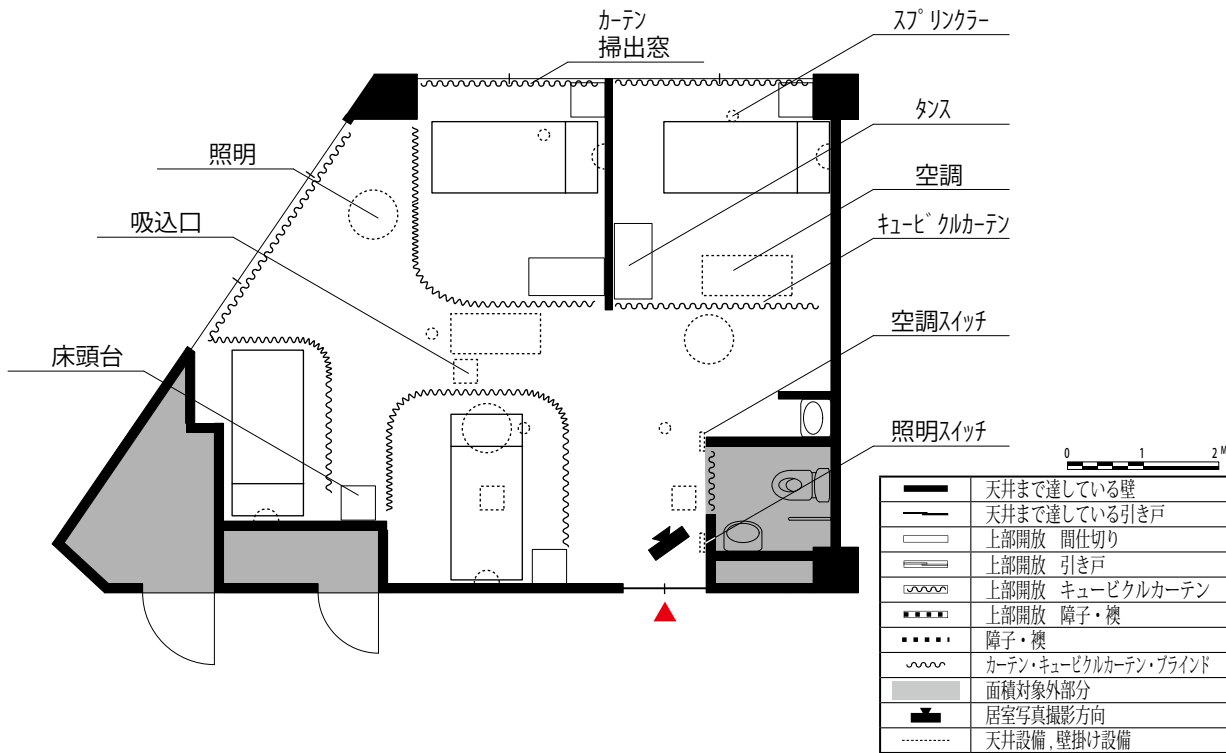 カーテン
掃出窓
スプリンクラー
照明
タンス
吸込口
空調
キュービクルカーテン
空調スイッチ
床頭台
照明スイッチ
0 1 2 M
天井まで達している壁
天井まで達している引き戸
上部開放 間仕切り
上部開放 引き戸
上部開放 キュービクルカーテン
上部開放 障子・襖
障子・襖
カーテン・キュービクルカーテン・ブラインド
面積対象外部分
居室写真撮影方向
天井設備,壁掛け設備